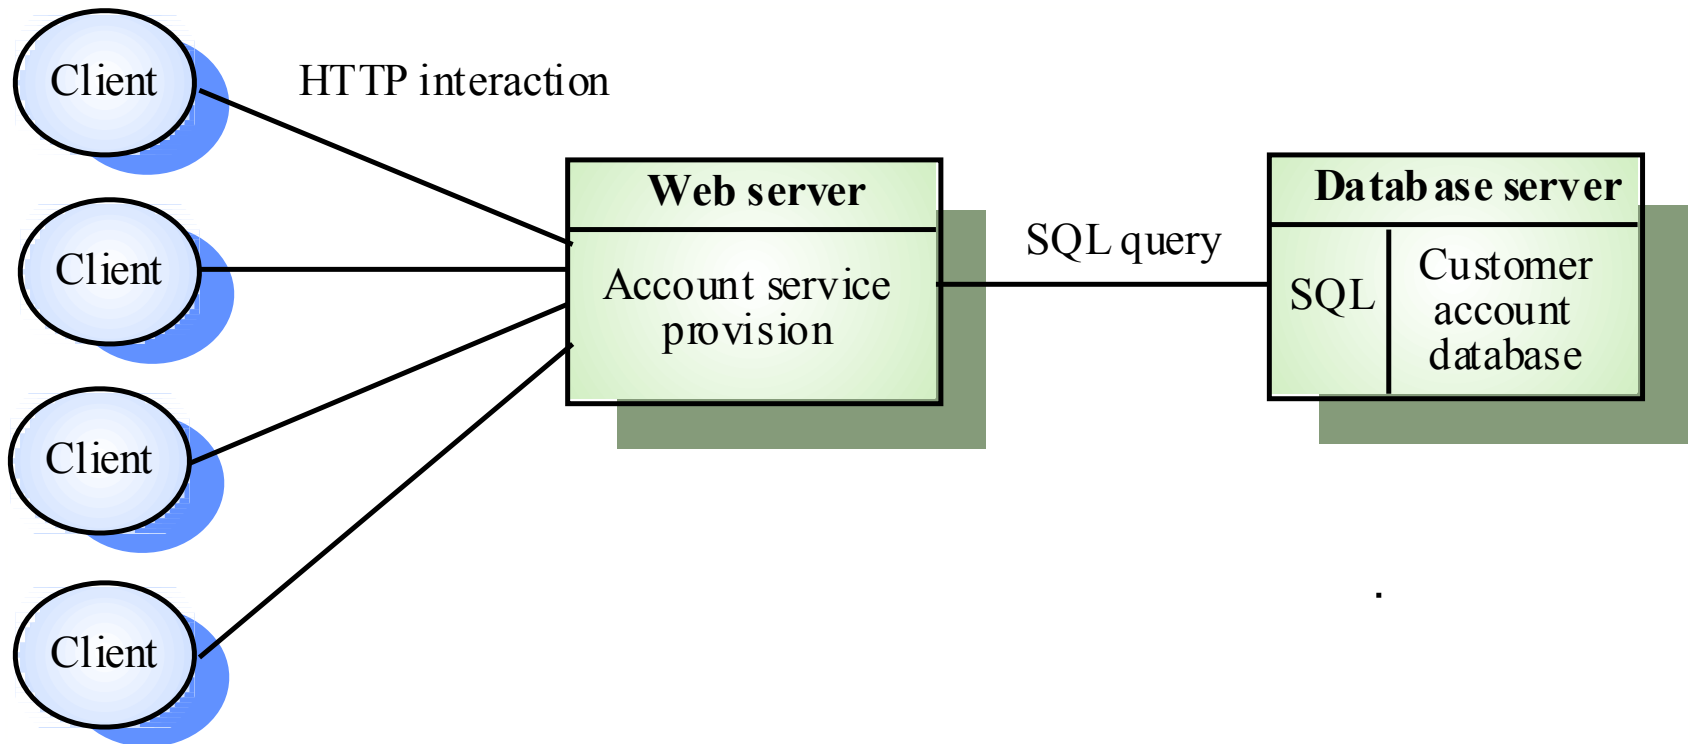 Client
HTTP interaction
Client
Client
Client
Web server
Account service
provision
SQL query
Database server
SQL
Customer
account
database
.